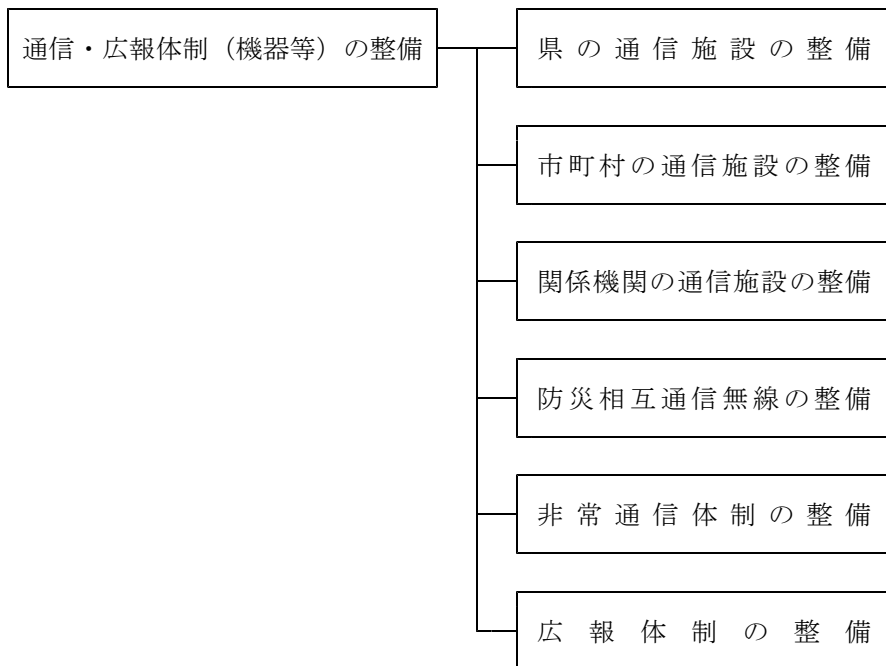 通信・広報体制（機器等）の整備
県の通信施設の整備
市町村の通信施設の整備
関係機関の通信施設の整備
防災相互通信無線の整備
非常通信体制の整備
広報体制の整備